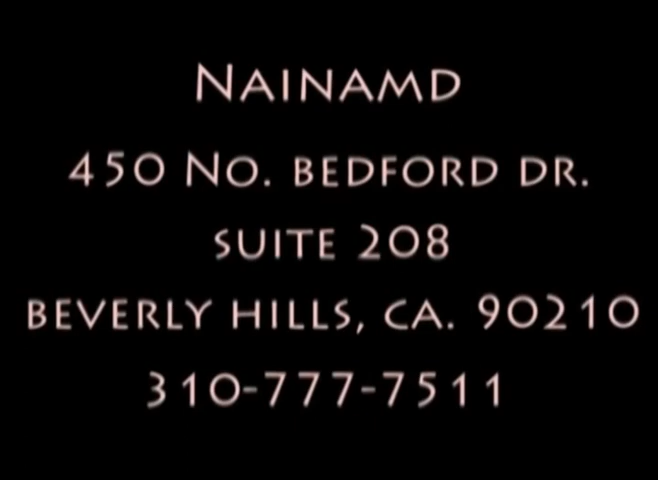 NAINAMD
450 NO. BEDFORD DR.
SUITE 208
BEVERLY HILLS, CA. 90210
310-777-7511